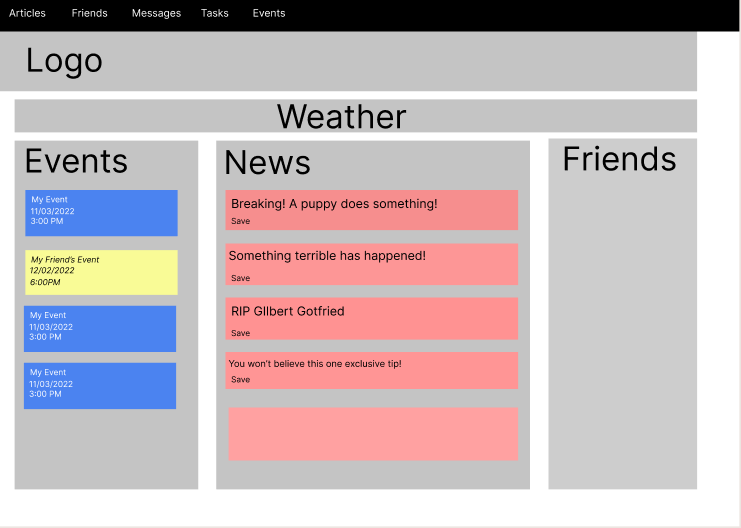 Articles Friends Messages Tasks Events
Logo
Weather
Events
My Event
11/03/2022
3:00 PM
My Friend's Event
12/02/2022
6:00PM
My Event
11/03/2022
3:00 PM
My Event
11/03/2022
3:00 PM
News
Breaking! A puppy does something!
Save
Something terrible has happened!
Save
RIP GIlbert Gotfried
Save
You won't believe this one exclusive tip!
Save
Friends